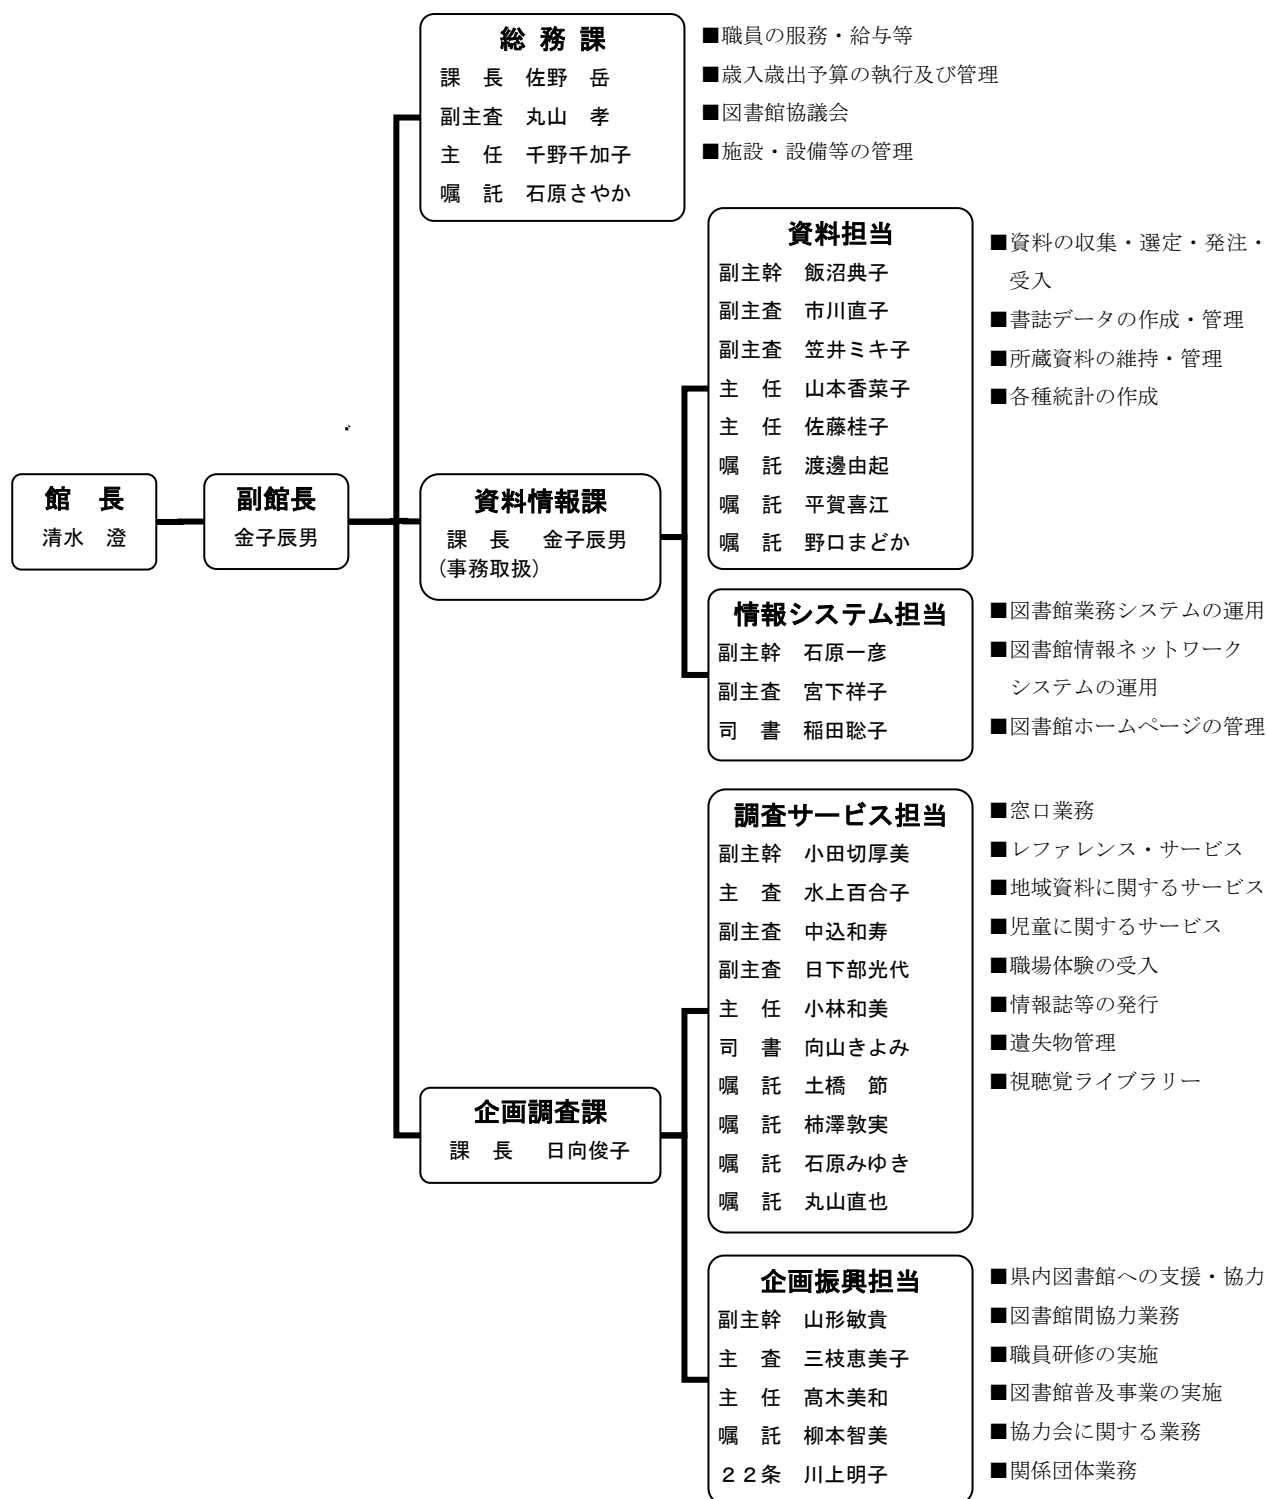 館　長
清水　澄
副館長
金子辰男
総 務 課
課　長　佐野　岳
副主査　丸山　孝
主　任　千野千加子
嘱　託　石原さやか
■職員の服務・給与等
■歳入歳出予算の執行及び管理
■図書館協議会
■施設・設備等の管理
資料情報課
課　長　金子辰男
(事務取扱)
資料担当
副主幹　飯沼典子
副主査　市川直子
副主査　笠井ミキ子
主　任　山本香菜子
主　任　佐藤桂子
嘱　託　渡邊由起
嘱　託　平賀喜江
嘱　託　野口まどか
■資料の収集・選定・発注・
受入
■書誌データの作成・管理
■所蔵資料の維持・管理
■各種統計の作成
情報システム担当
副主幹　石原一彦
副主査　宮下祥子
司　書　稲田聡子
■図書館業務システムの運用
■図書館情報ネットワーク
システムの運用
■図書館ホームページの管理
企画調査課
課　長　日向俊子
調査サービス担当
副主幹　小田切厚美
主　査　水上百合子
副主査　中込和寿
副主査　日下部光代
主　任　小林和美
司　書　向山きよみ
嘱　託　土橋　節
嘱　託　柿澤敦実
嘱　託　石原みゆき
嘱　託　丸山直也
■窓口業務
■レファレンス・サービス
■地域資料に関するサービス
■児童に関するサービス
■職場体験の受入
■情報誌等の発行
■遺失物管理
■視聴覚ライブラリー
企画振興担当
副主幹　山形敏貴
主　査　三枝恵美子
主　任　髙木美和
嘱　託　柳本智美
２２条　川上明子
■県内図書館への支援・協力
■図書館間協力業務
■職員研修の実施
■図書館普及事業の実施
■協力会に関する業務
■関係団体業務